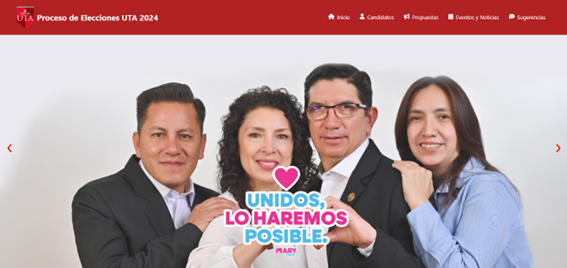 UTA
Proceso de Elecciones UTA 2024
Inicio
Candidatos
Propuestas
Eventos y Noticias
Sugerencias
UNIDOS,
LO HAREMOS
POSIBLE.
MARY